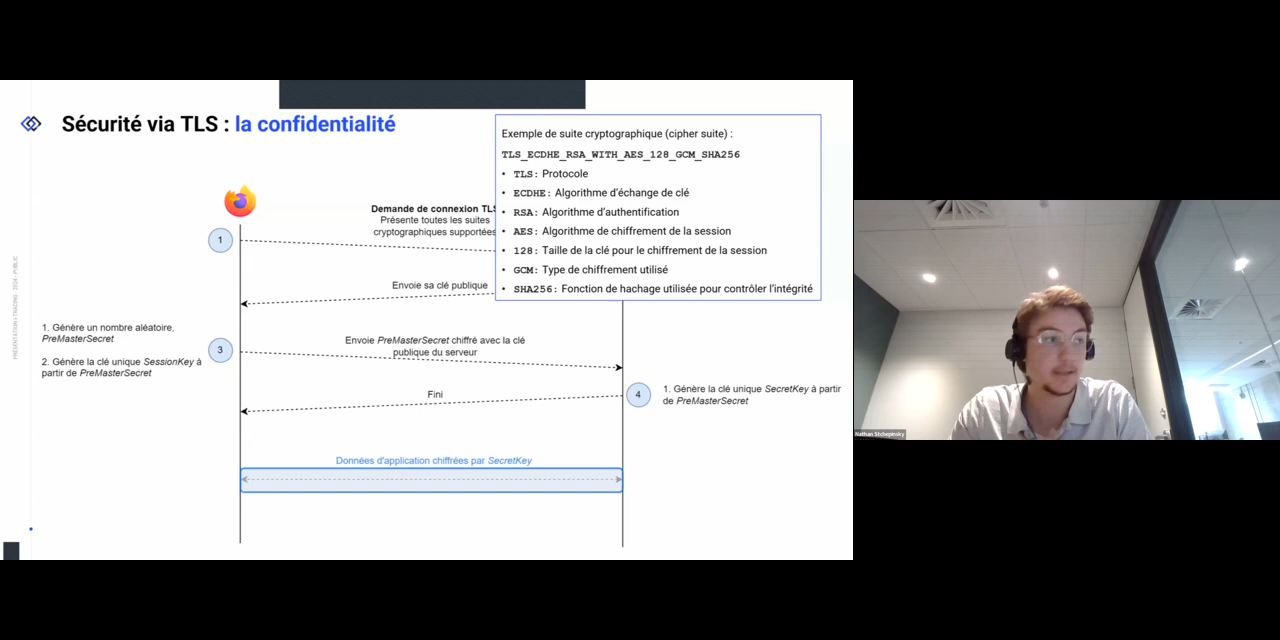 Sécurité via TLS : la confidentialité
Exemple de suite cryptographique (cipher suite) :
TLS_ECDHE_RSA_WITH_AES_128_GCM_SHA256
• TLS: Protocole
• ECDHE: Algorithme d'échange de clé
• RSA: Algorithme d'authentification
• AES: Algorithme de chiffrement de la session
• 128: Taille de la clé pour le chiffrement de la session
• GCM: Type de chiffrement utilisé
• SHA256: Fonction de hachage utilisée pour contrôler l'intégrité
Demande de connexion TLS
Présente toutes les suites
cryptographiques supportées
1
Envoie sa clé publique
1. Génère un nombre aléatoire,
PreMasterSecret
2. Génère la clé unique SessionKey à
partir de PreMasterSecret
3
Envoie PreMasterSecret chiffré avec la clé
publique du serveur
Fini
4
1. Génère la clé unique SecretKey à partir
de PreMasterSecret
Données d'application chiffrées par SecretKey
Nathan Stchepinsky